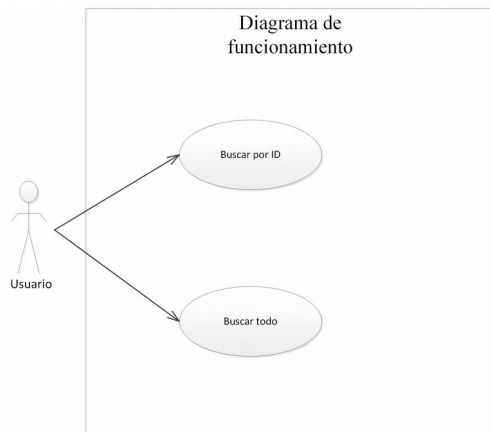 Diagrama de
funcionamiento
Buscar por ID
Usuario
Buscar todo